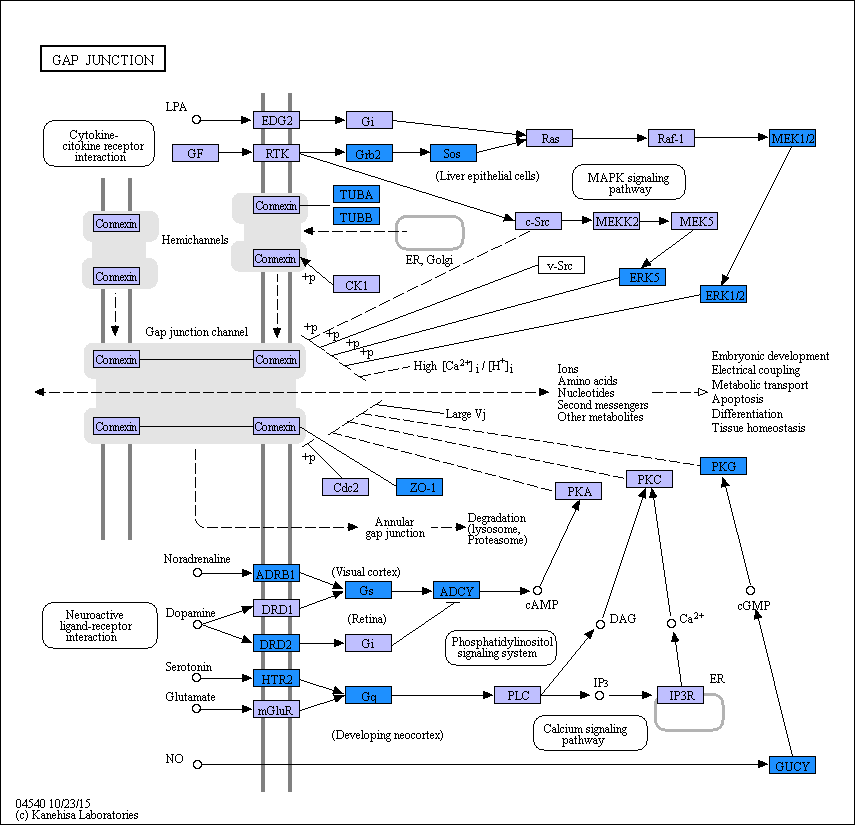 GAP JUNCTION
LPA
EDG2
Gi
Cytokine-
citokine receptor
interaction
GF
RTK
Grb2
Sos
Ras
Raf-1
MEK1/2
(Liver epithelial cells)
MAPK signaling
pathway
TUBA
TUBB
Connexin
Connexin
c-Src
MEKK2
MEK5
Hemichannels
ER, Golgi
Connexin
Connexin
+p
CK1
v-Src
ERK5
ERK1/2
Gap junction channel
+p
+p
+p
+p
Connexin
Connexin
High [Ca2+] i / [H+] i
Ions
Amino acids
Nucleotides
Second messengers
Other metabolites
Embryonic development
Electrical coupling
Metabolic transport
Apoptosis
Differentiation
Tissue homeostasis
Large Vj
Connexin
Connexin
+p
Cdc2
ZO-1
PKA
PKC
PKG
Annular
gap junction
Degradation
(lysosome,
Proteasome)
Noradrenaline
ADRB1
(Visual cortex)
Gs
ADCY
cAMP
Dopamine
DRD1
(Retina)
DRD2
Gi
Neuroactive
ligand-receptor
interaction
DAG
Ca2+
cGMP
Phosphatidylinositol
signaling system
Serotonin
HTR2
Glutamate
mGluR
Gq
PLC
IP3
IP3R
ER
(Developing neocortex)
Calcium signaling
pathway
NO
GUCY
04540 10/23/15
(c) Kanehisa Laboratories